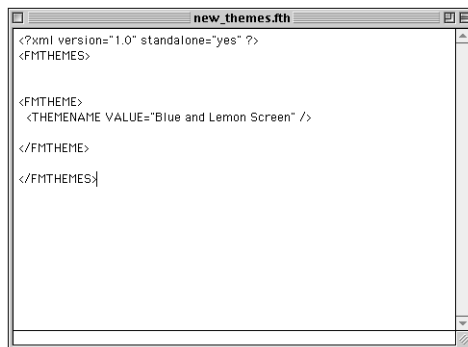 new_themes.fth
<?xml version="1.0" standalone="yes" ?>
<FMTHEMES>
<FMTHEME>
<THEMENAME VALUE="Blue and Lemon Screen" />
</FMTHEME>
</FMTHEMES>